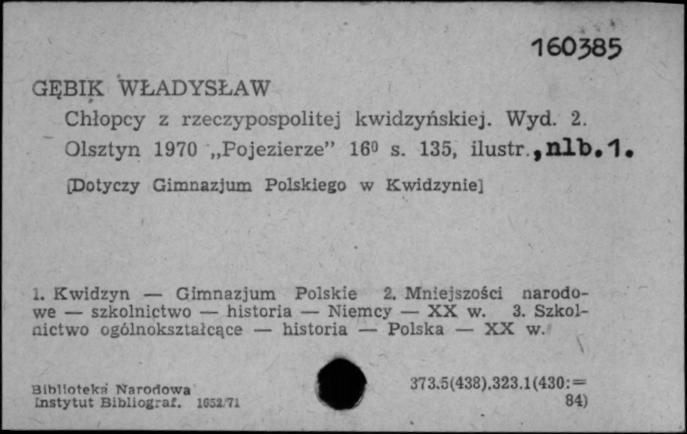 160385
GĘBIK WŁADYSŁAW
Chłopcy z rzeczypospolitej kwidzyńskiej. Wyd. 2.
Olsztyn 1970 „Pojezierze” 16⁰ s. 135, ilustr., nlb. 1.
[Dotyczy Gimnazjum Polskiego w Kwidzynie]
1. Kwidzyn — Gimnazjum Polskie 2. Mniejszości narodo-
we — szkolnictwo — historia — Niemcy — XX w. 3. Szkol-
nictwo ogólnokształcące — historia — Polska — XX w.
Biblioteka Narodowa
Instytut Bibliograf. 1652/71
373.5(438).323.1(430:=
84)